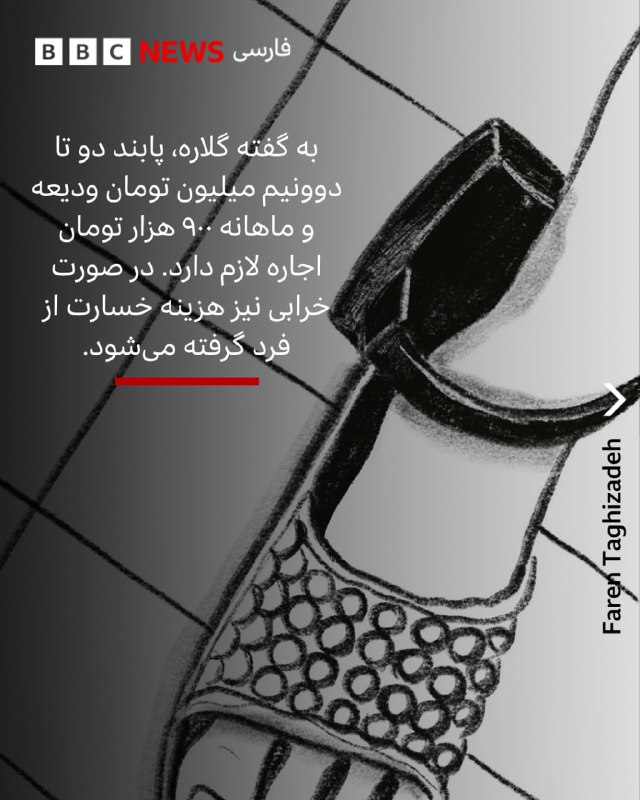 BBC NEWS فارسی
به گفته گلاره، پابند دو تا
دوونیم میلیون تومان ودیعه
و ماهانه ۹۰۰ هزار تومان
اجاره لازم دارد. در صورت
خرابی نیز هزینه خسارت از
فرد گرفته می‌شود.
Faren Taghizadeh